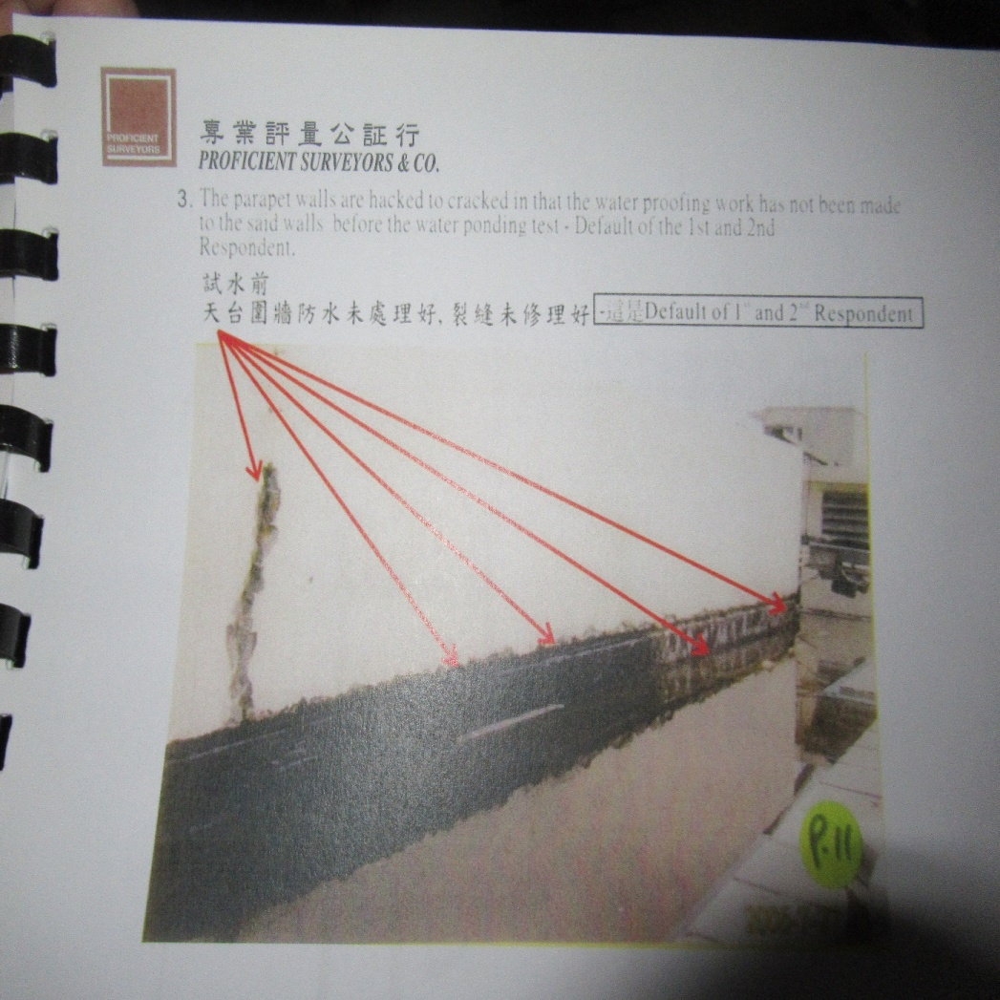 PROFICIENT
SURVEYORS
專業評量公証行
PROFICIENT SURVEYORS & CO.
3. The parapet walls are hacked to cracked in that the water proofing work has not been made
to the said walls before the water ponding test - Default of the 1st and 2nd
Respondent.
試水前
天台圍牆防水未處理好, 裂縫未修理好 -這是Default of 1st and 2nd Respondent
P.11